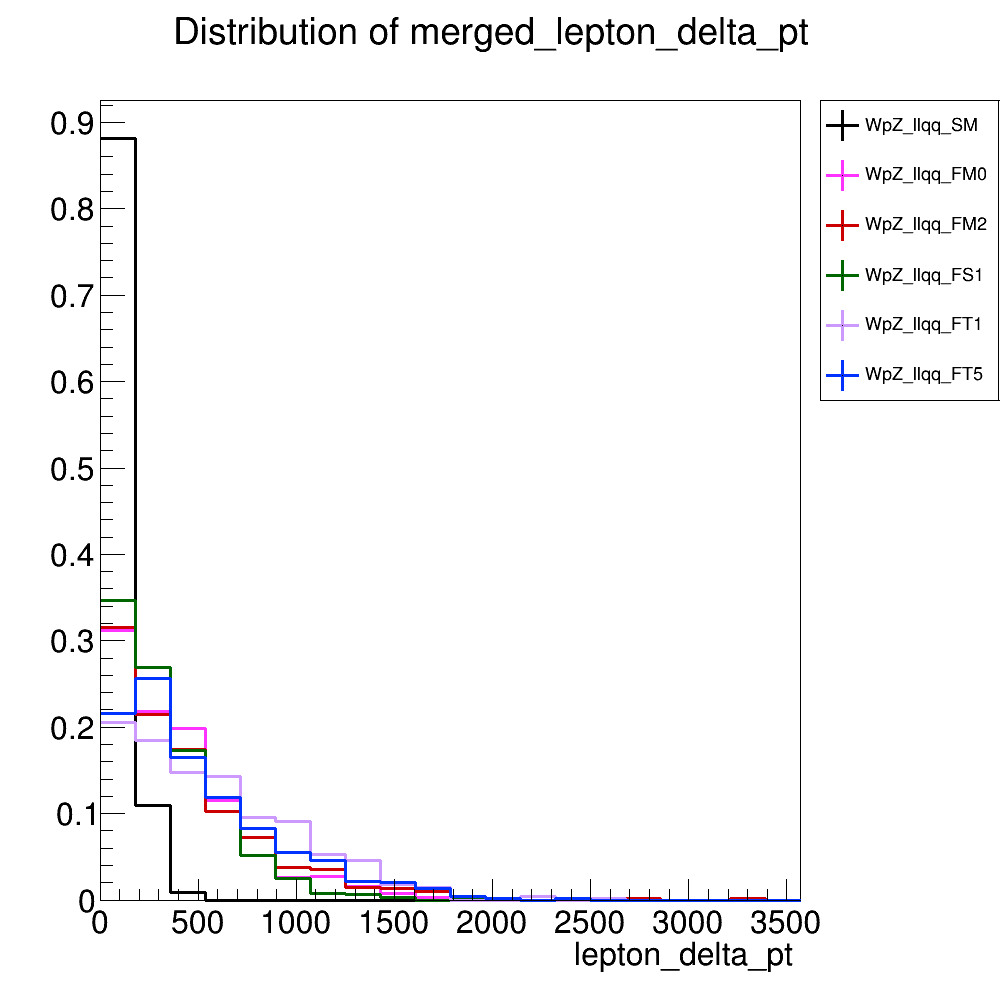 Distribution of merged_lepton_delta_pt
0.9
0.8
0.7
0.6
0.5
0.4
0.3
0.2
0.1
0
0 500 1000 1500 2000 2500 3000 3500
lepton_delta_pt
WpZ_llqq_SM
WpZ_llqq_FM0
WpZ_llqq_FM2
WpZ_llqq_FS1
WpZ_llqq_FT1
WpZ_llqq_FT5